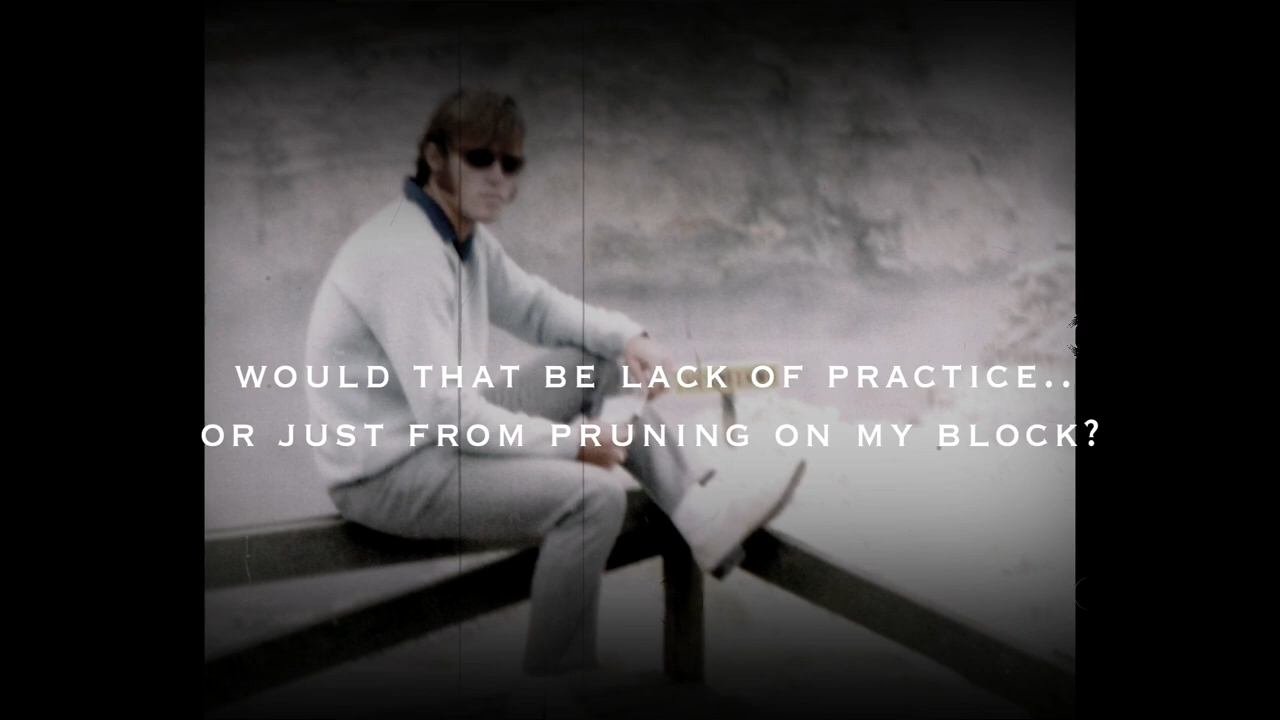 WOULD THAT BE LACK OF PRACTICE..
OR JUST FROM PRUNING ON MY BLOCK?